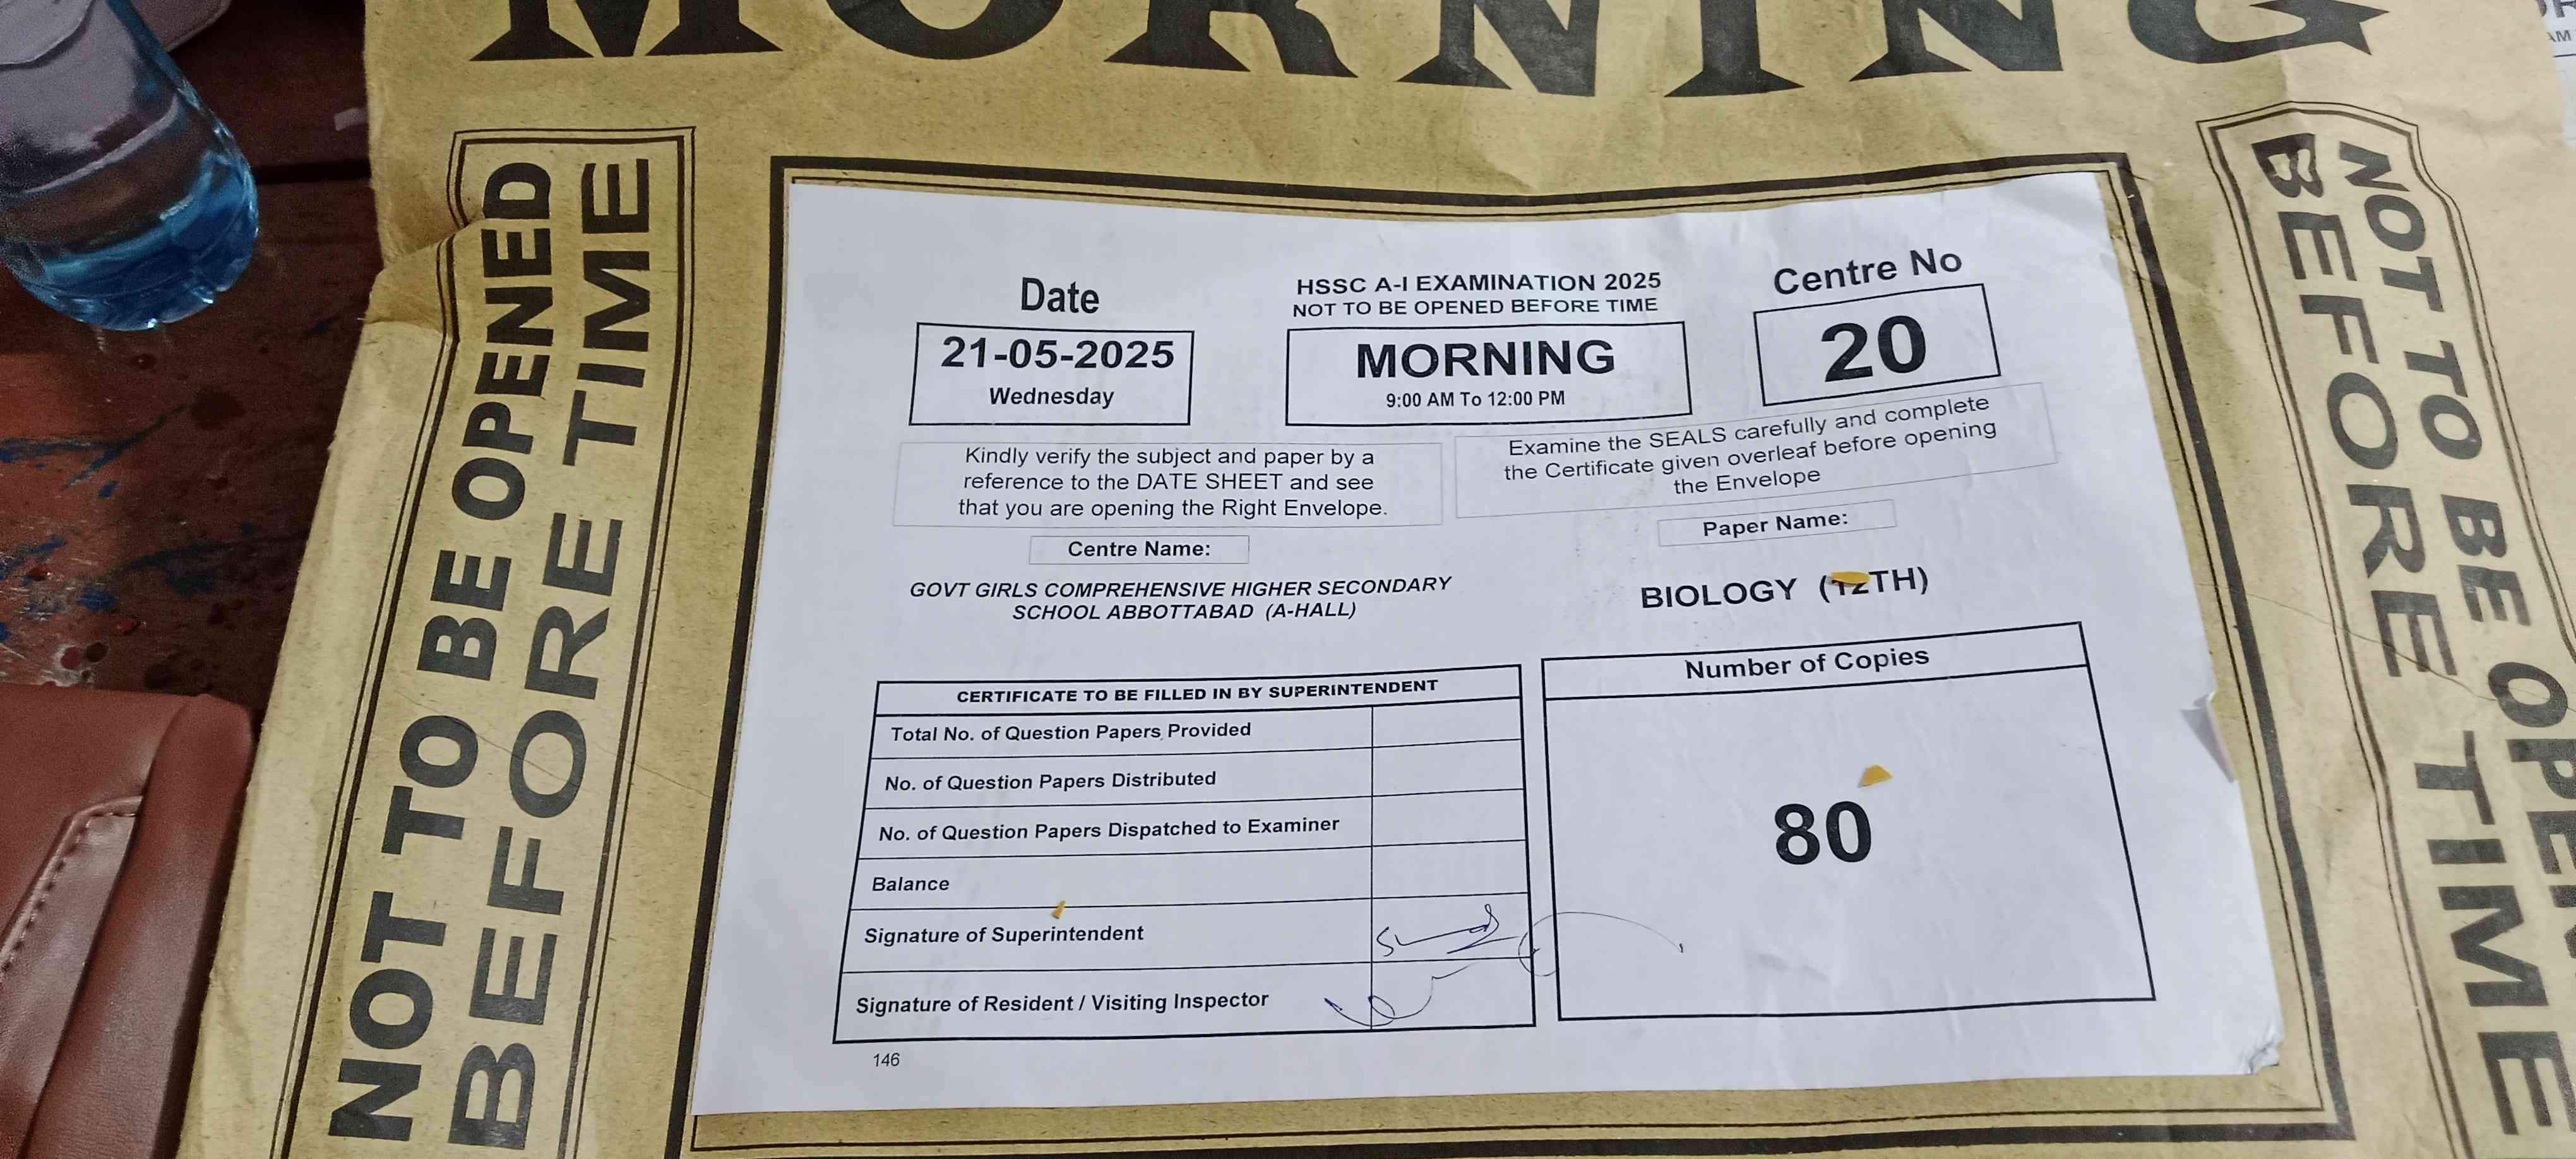 MORNING
NOT TO BE OPENED
BEFORE TIME
Date
21-05-2025
Wednesday
HSSC A-I EXAMINATION 2025
NOT TO BE OPENED BEFORE TIME
MORNING
9:00 AM To 12:00 PM
Centre No
20
Kindly verify the subject and paper by a
reference to the DATE SHEET and see
that you are opening the Right Envelope.
Examine the SEALS carefully and complete
the Certificate given overleaf before opening
the Envelope
Centre Name:
GOVT GIRLS COMPREHENSIVE HIGHER SECONDARY
SCHOOL ABBOTTABAD (A-HALL)
Paper Name:
BIOLOGY (12TH)
CERTIFICATE TO BE FILLED IN BY SUPERINTENDENT
Total No. of Question Papers Provided
No. of Question Papers Distributed
No. of Question Papers Dispatched to Examiner
Balance
Signature of Superintendent
Signature of Resident / Visiting Inspector
Number of Copies
80
146
NOT TO BE OPEN
BEFORE TIME